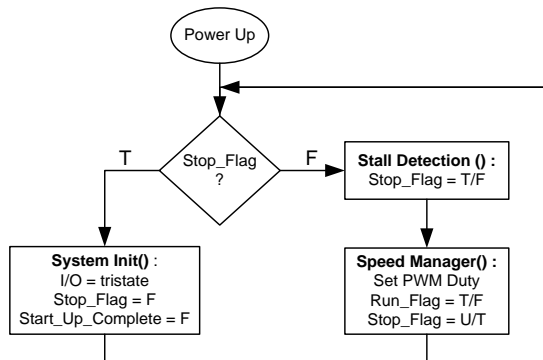 Power Up
Stop_Flag
?
T
F
Stall Detection () :
Stop_Flag = T/F
System Init() :
I/O = tristate
Stop_Flag = F
Start_Up_Complete = F
Speed Manager() :
Set PWM Duty
Run_Flag = T/F
Stop_Flag = U/T